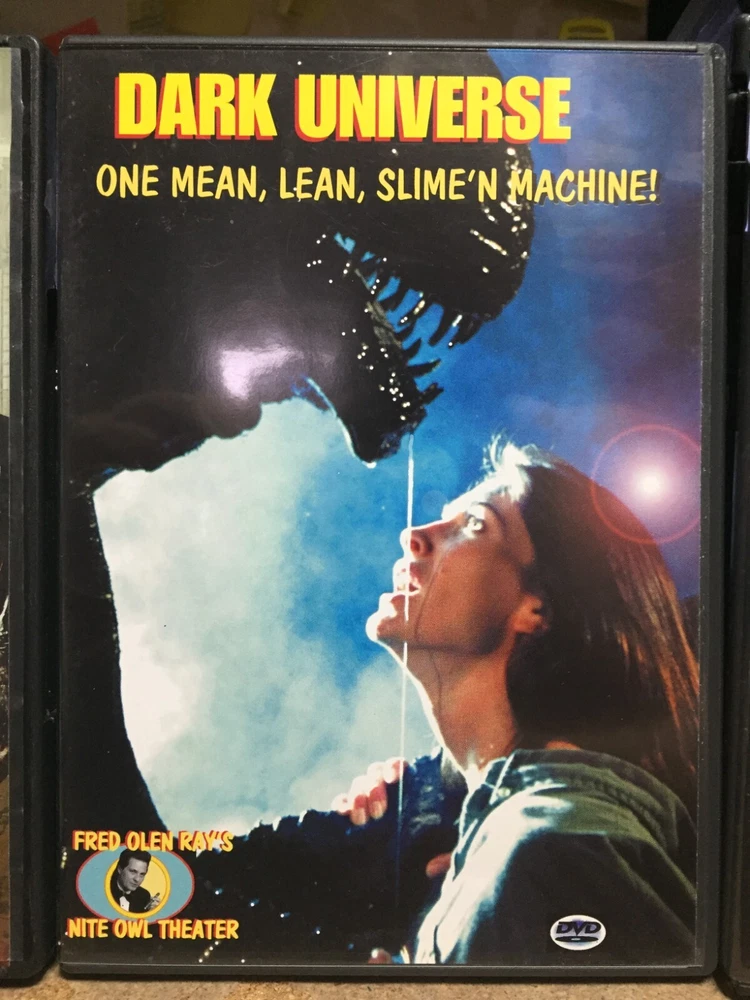 DARK UNIVERSE
ONE MEAN, LEAN, SLIME'N MACHINE!
FRED OLEN RAY'S
NITE OWL THEATER
DVD